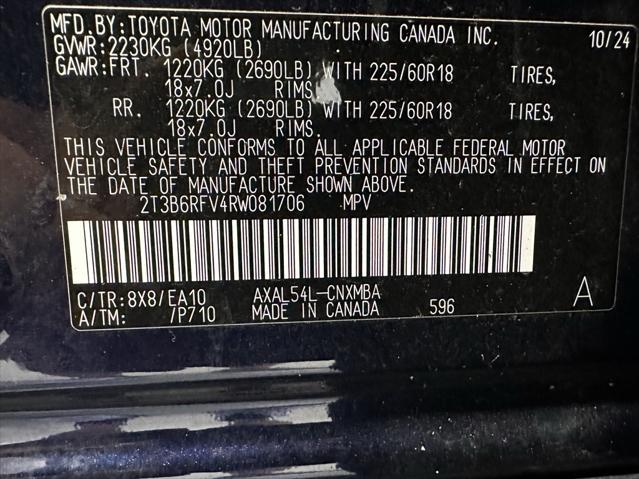 MFD. BY: TOYOTA MOTOR MANUFACTURING CANADA INC. 10/24
GVWR: 2230KG (4920LB)
GAWR: FRT. 1220KG (2690LB) WITH 225/60R18 TIRES,
18x7.0J RIMS.
RR. 1220KG (2690LB) WITH 225/60R18 TIRES,
18x7.0J RIMS.
THIS VEHICLE CONFORMS TO ALL APPLICABLE FEDERAL MOTOR
VEHICLE SAFETY AND THEFT PREVENTION STANDARDS IN EFFECT ON
THE DATE OF MANUFACTURE SHOWN ABOVE.
2T3B6RFV4RW081706 MPV
C/TR: 8X8/EA10 AXAL54L-CNXMBA A
A/TM: /P710 MADE IN CANADA 596